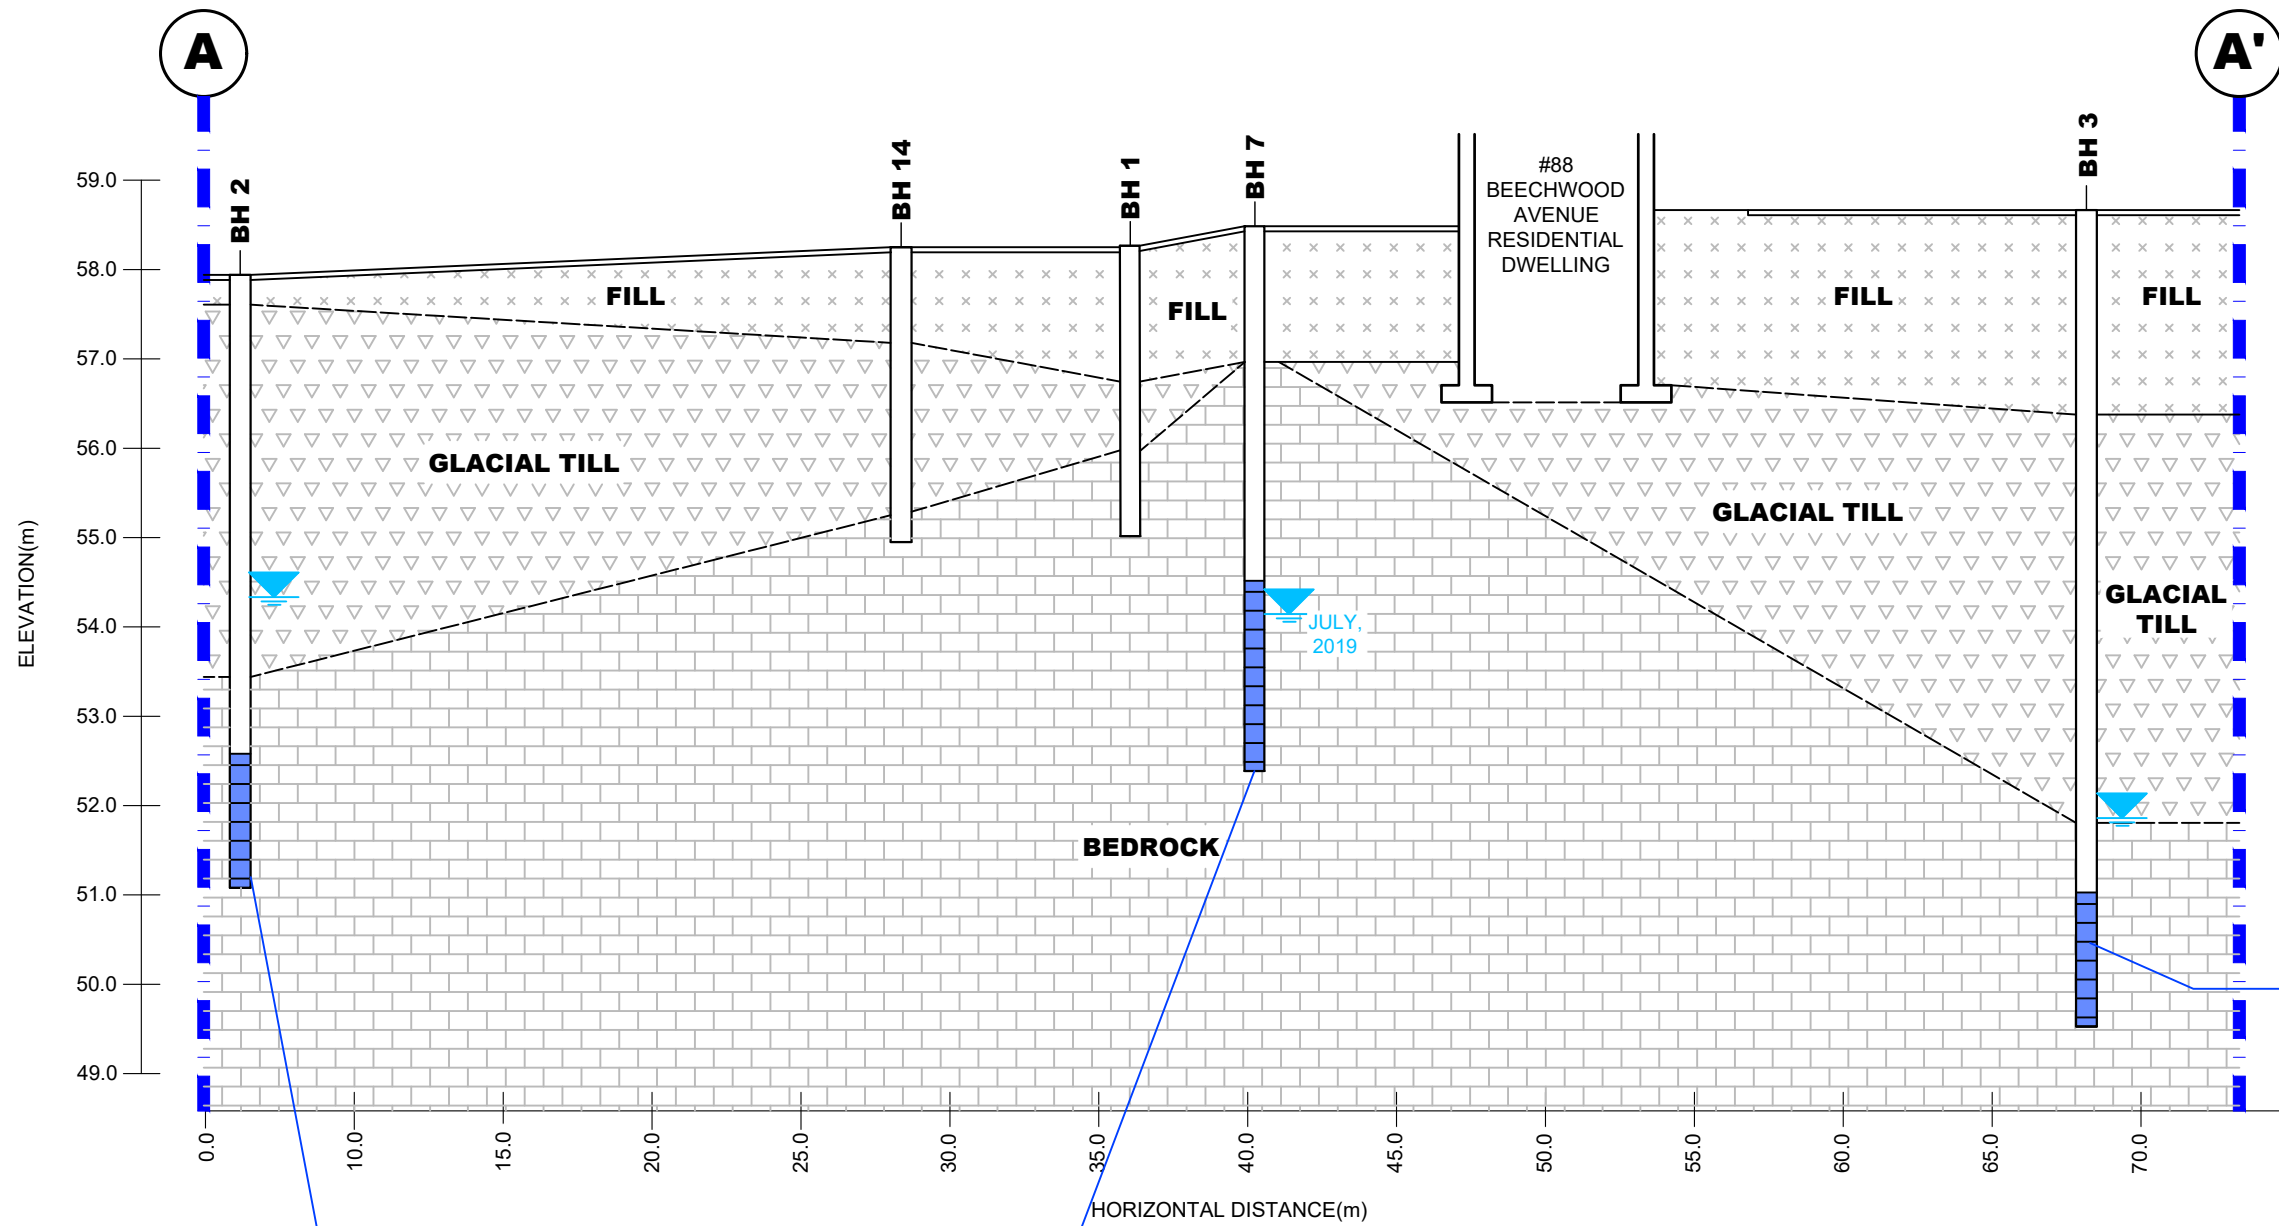 A
A'
BH 2
BH 14
BH 1
BH 7
BH 3
#88
BEECHWOOD
AVENUE
RESIDENTIAL
DWELLING
59.0
58.0
57.0
56.0
55.0
54.0
53.0
52.0
51.0
50.0
49.0
ELEVATION(m)
FILL
FILL
FILL
FILL
GLACIAL TILL
GLACIAL TILL
GLACIAL
TILL
JULY,
2019
BEDROCK
0.0
10.0
15.0
20.0
25.0
30.0
35.0
40.0
45.0
50.0
55.0
60.0
65.0
70.0
HORIZONTAL DISTANCE(m)